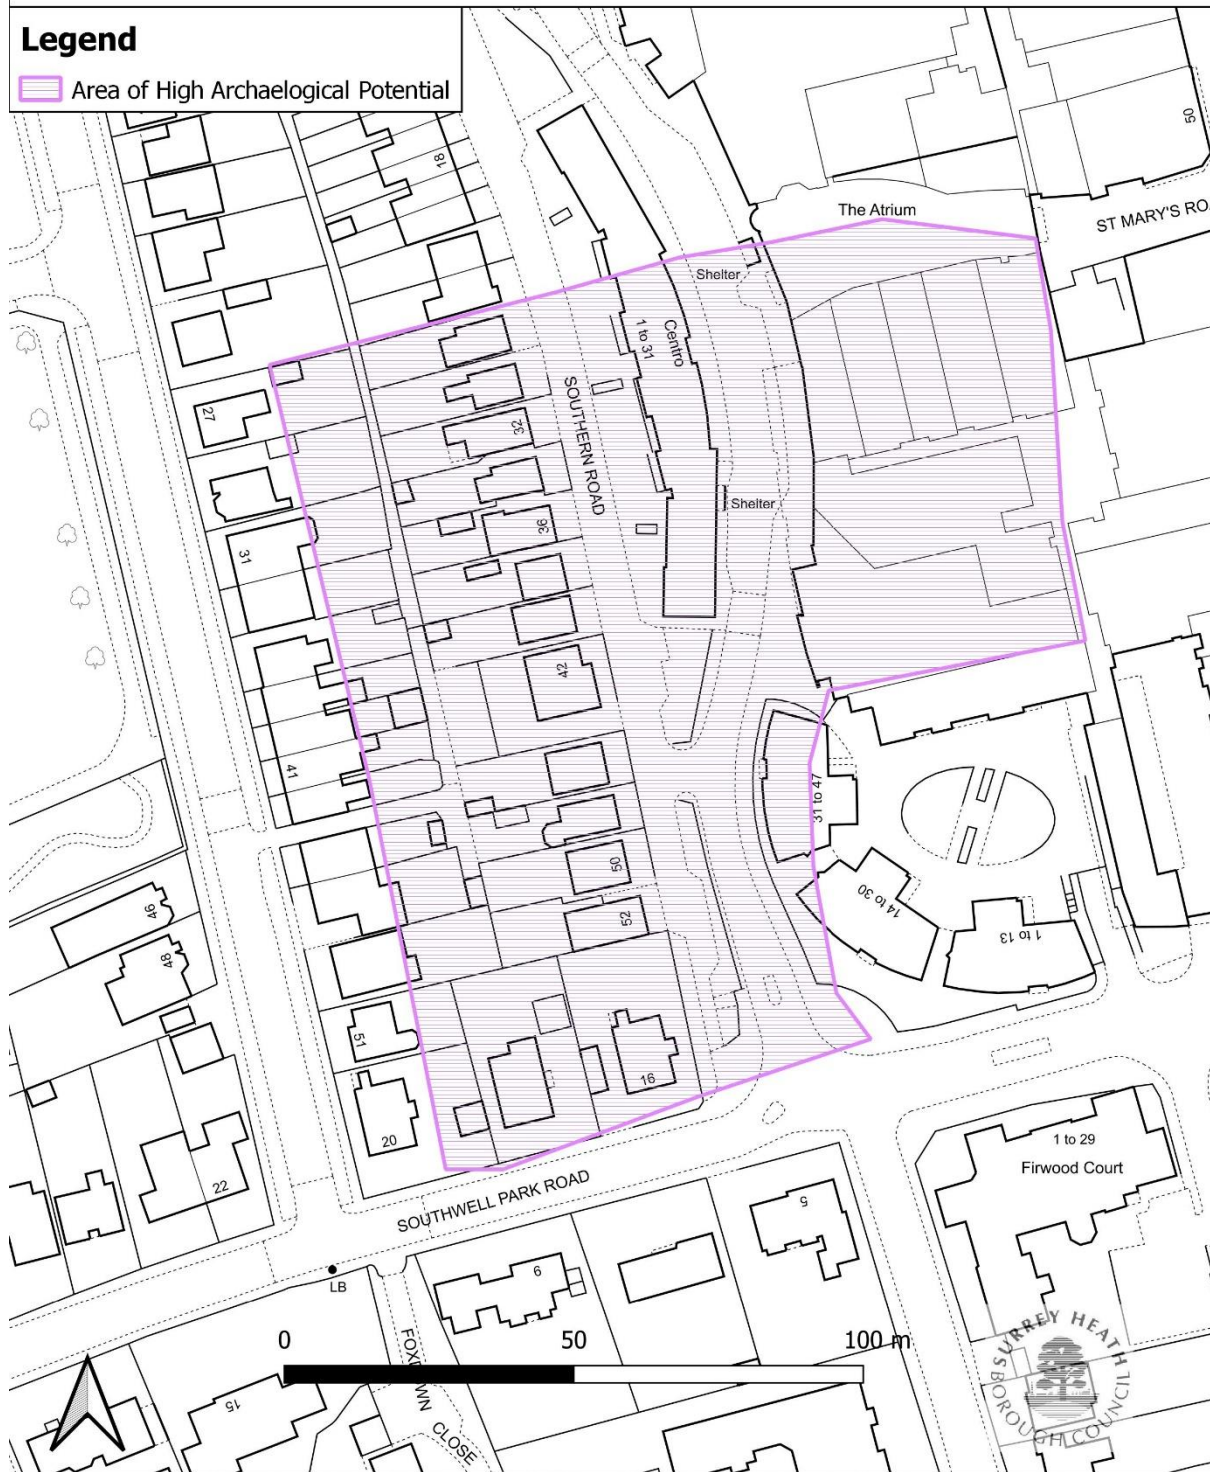 Legend
Area of High Archaelogical Potential
50
18
The Atrium
ST MARY'S RO
Shelter
Centro
1 to 31
27
SOUTHERN ROAD
32
Shelter
36
31
42
41
31 to 47
50
14 to 30
46
52
1 to 13
48
51
16
20
1 to 29
Firwood Court
22
SOUTHWELL PARK ROAD
5
6
LB
0 50 100 m
SURREY HEATH
BOROUGH COUNCIL
15
CLOSE